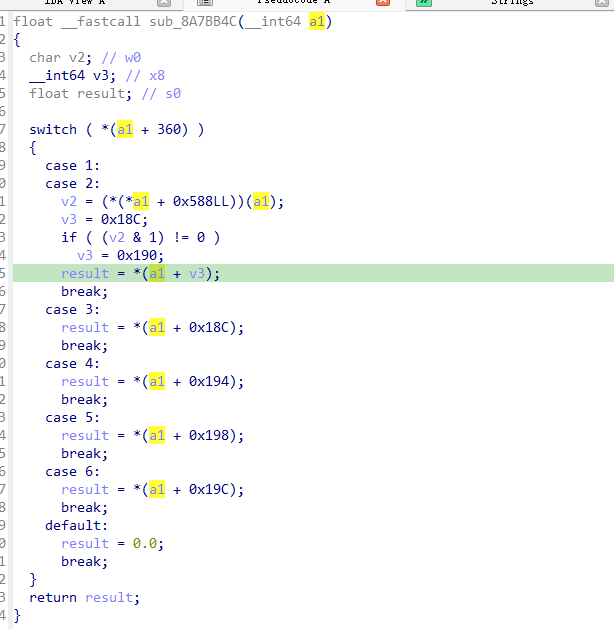 IDA View A Pseudocode A Strings
1 float __fastcall sub_8A7BB4C(__int64 a1)
2 {
3 char v2; // w0
4 __int64 v3; // x8
5 float result; // s0
6
7 switch ( *(a1 + 360) )
8 {
9 case 1:
0 case 2:
1 v2 = (*(*a1 + 0x588LL))(a1);
2 v3 = 0x18C;
3 if ( (v2 & 1) != 0 )
4 v3 = 0x190;
5 result = *(a1 + v3);
6 break;
7 case 3:
8 result = *(a1 + 0x18C);
9 break;
0 case 4:
1 result = *(a1 + 0x194);
2 break;
3 case 5:
4 result = *(a1 + 0x198);
5 break;
6 case 6:
7 result = *(a1 + 0x19C);
8 break;
9 default:
0 result = 0.0;
1 break;
2 }
3 return result;
4 }